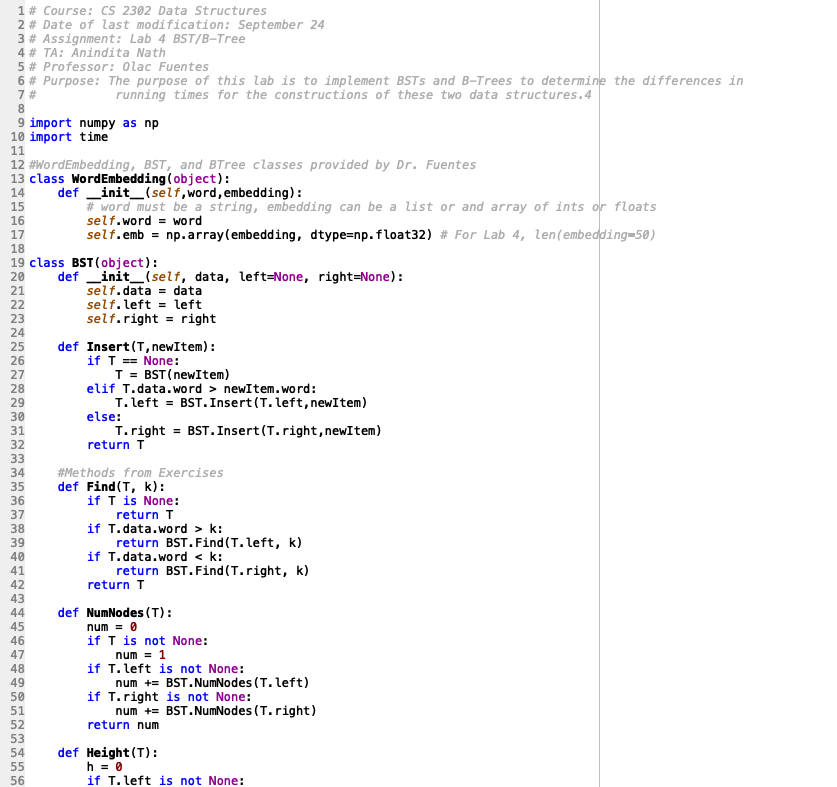 1 # Course: CS 2302 Data Structures
2 # Date of last modification: September 24
3 # Assignment: Lab 4 BST/B-Tree
4 # TA: Anindita Nath
5 # Professor: Olac Fuentes
6 # Purpose: The purpose of this lab is to implement BSTs and B-Trees to determine the differences in
7 #           running times for the constructions of these two data structures.4
8
9 import numpy as np
10 import time
11
12 #WordEmbedding, BST, and BTree classes provided by Dr. Fuentes
13 class WordEmbedding(object):
14     def __init__(self,word,embedding):
15         # word must be a string, embedding can be a list or and array of ints or floats
16         self.word = word
17         self.emb = np.array(embedding, dtype=np.float32) # For Lab 4, len(embedding=50)
18
19 class BST(object):
20     def __init__(self, data, left=None, right=None):
21         self.data = data
22         self.left = left
23         self.right = right
24
25     def Insert(T,newItem):
26         if T == None:
27             T = BST(newItem)
28         elif T.data.word > newItem.word:
29             T.left = BST.Insert(T.left,newItem)
30         else:
31             T.right = BST.Insert(T.right,newItem)
32         return T
33
34     #Methods from Exercises
35     def Find(T, k):
36         if T is None:
37             return T
38         if T.data.word > k:
39             return BST.Find(T.left, k)
40         if T.data.word < k:
41             return BST.Find(T.right, k)
42         return T
43
44     def NumNodes(T):
45         num = 0
46         if T is not None:
47             num = 1
48         if T.left is not None:
49             num += BST.NumNodes(T.left)
50         if T.right is not None:
51             num += BST.NumNodes(T.right)
52         return num
53
54     def Height(T):
55         h = 0
56         if T.left is not None: